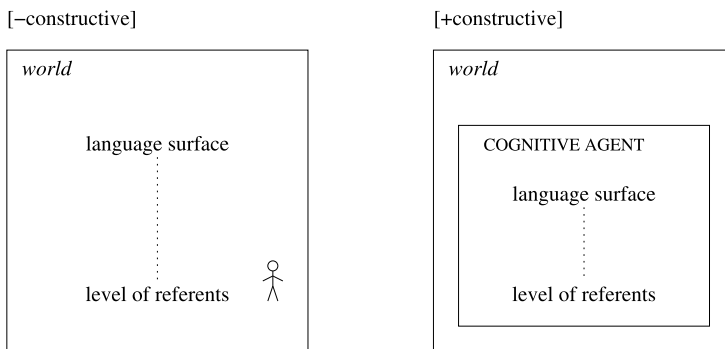 [−constructive]
world
language surface
level of referents
[+constructive]
world
COGNITIVE AGENT
language surface
level of referents